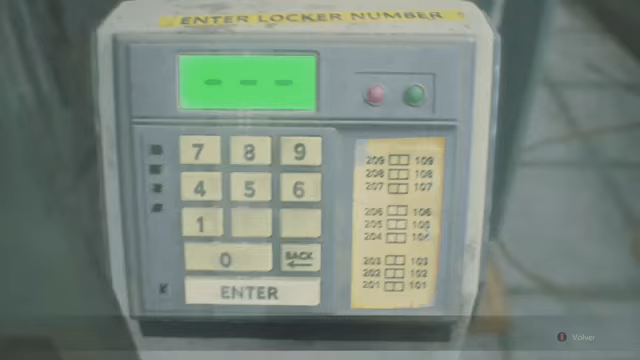 ENTER LOCKER NUMBER
- - -
7 8 9
4 5 6
1
0 BACK ←
ENTER
209 109
208 108
207 107
206 106
205 105
204 104
203 103
202 102
201 101
Volver